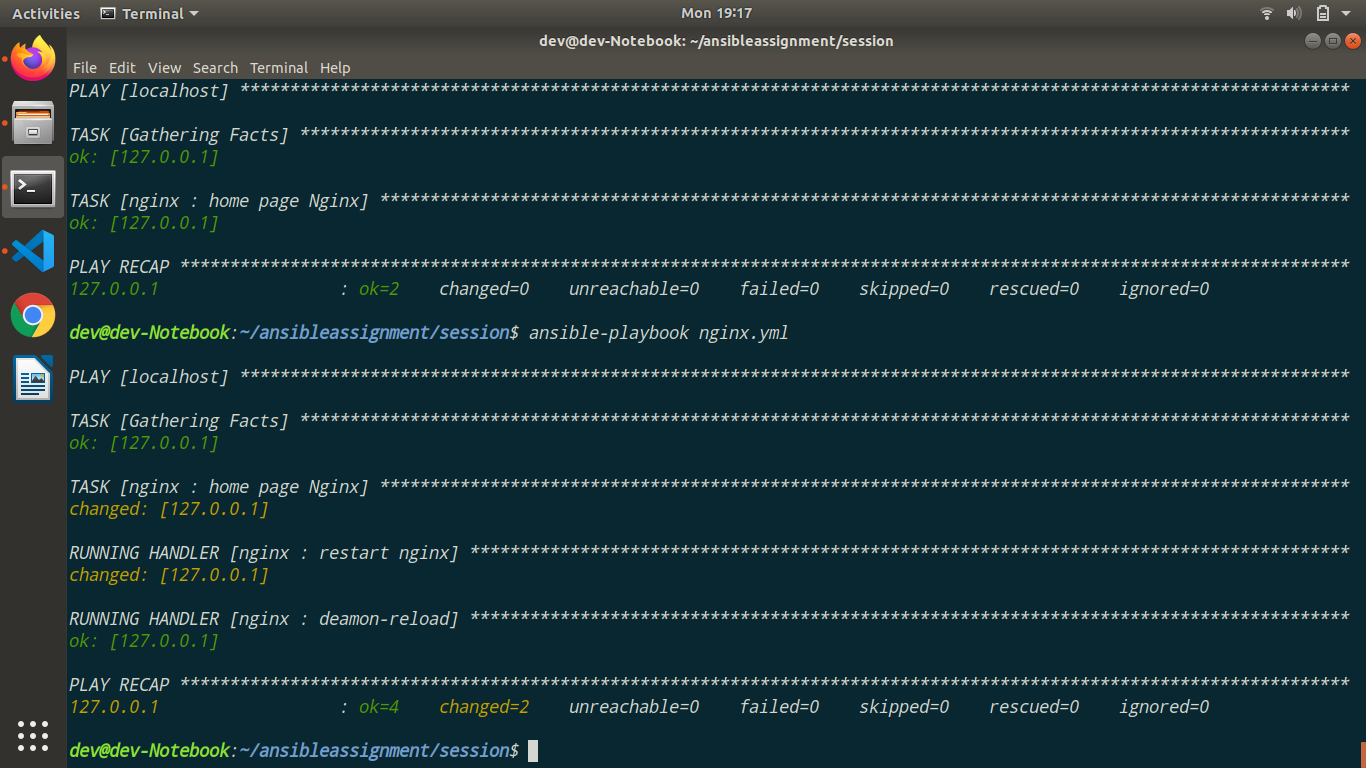 Activities Terminal Mon 19:17
dev@dev-Notebook: ~/ansibleassignment/session
File Edit View Search Terminal Help
PLAY [localhost] ***************************************************************************************************************
TASK [Gathering Facts] *********************************************************************************************************
ok: [127.0.0.1]
TASK [nginx : home page Nginx] *************************************************************************************************
ok: [127.0.0.1]
PLAY RECAP *********************************************************************************************************************
127.0.0.1 : ok=2 changed=0 unreachable=0 failed=0 skipped=0 rescued=0 ignored=0
dev@dev-Notebook:~/ansibleassignment/session$ ansible-playbook nginx.yml
PLAY [localhost] ***************************************************************************************************************
TASK [Gathering Facts] *********************************************************************************************************
ok: [127.0.0.1]
TASK [nginx : home page Nginx] *************************************************************************************************
changed: [127.0.0.1]
RUNNING HANDLER [nginx : restart nginx] ****************************************************************************************
changed: [127.0.0.1]
RUNNING HANDLER [nginx : deamon-reload] ****************************************************************************************
ok: [127.0.0.1]
PLAY RECAP *********************************************************************************************************************
127.0.0.1 : ok=4 changed=2 unreachable=0 failed=0 skipped=0 rescued=0 ignored=0
dev@dev-Notebook:~/ansibleassignment/session$